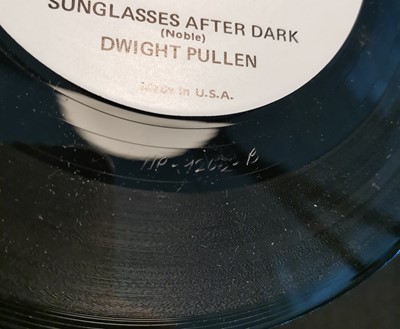 SUNGLASSES AFTER DARK
(Noble)
DWIGHT PULLEN
Made in U.S.A.